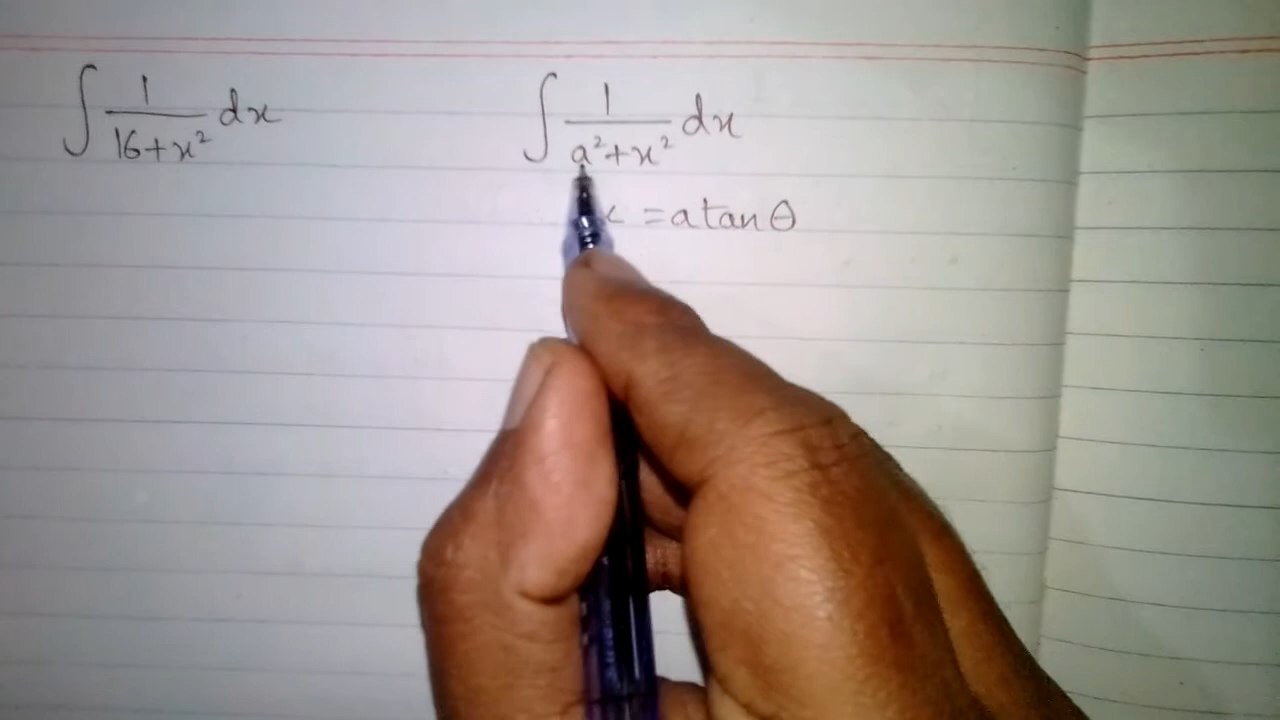 ∫ 1/(16+x²) dx
∫ 1/(a²+x²) dx
x = a tan θ